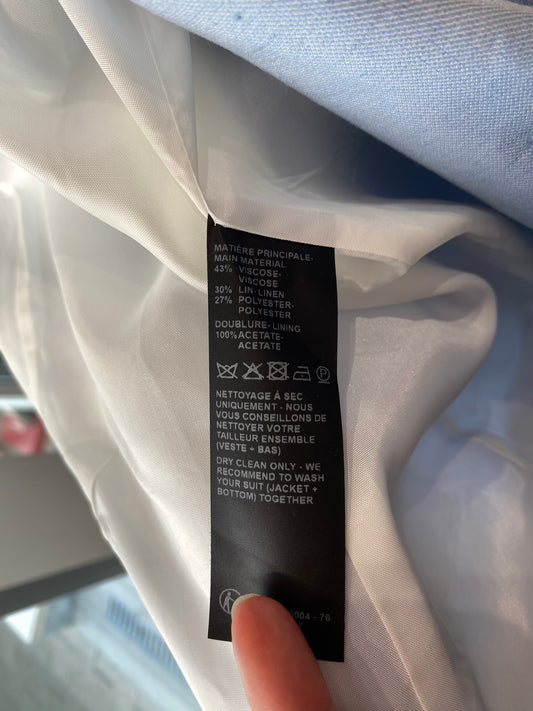 MATIÈRE PRINCIPALE-
MAIN MATERIAL
43% VISCOSE-
VISCOSE
30% LIN- LINEN
27% POLYESTER-
POLYESTER
DOUBLURE- LINING
100% ACETATE-
ACETATE
P
NETTOYAGE À SEC
UNIQUEMENT - NOUS
VOUS CONSEILLONS DE
NETTOYER VOTRE
TAILLEUR ENSEMBLE
(VESTE + BAS)
DRY CLEAN ONLY - WE
RECOMMEND TO WASH
YOUR SUIT (JACKET +
BOTTOM) TOGETHER
004 - 76